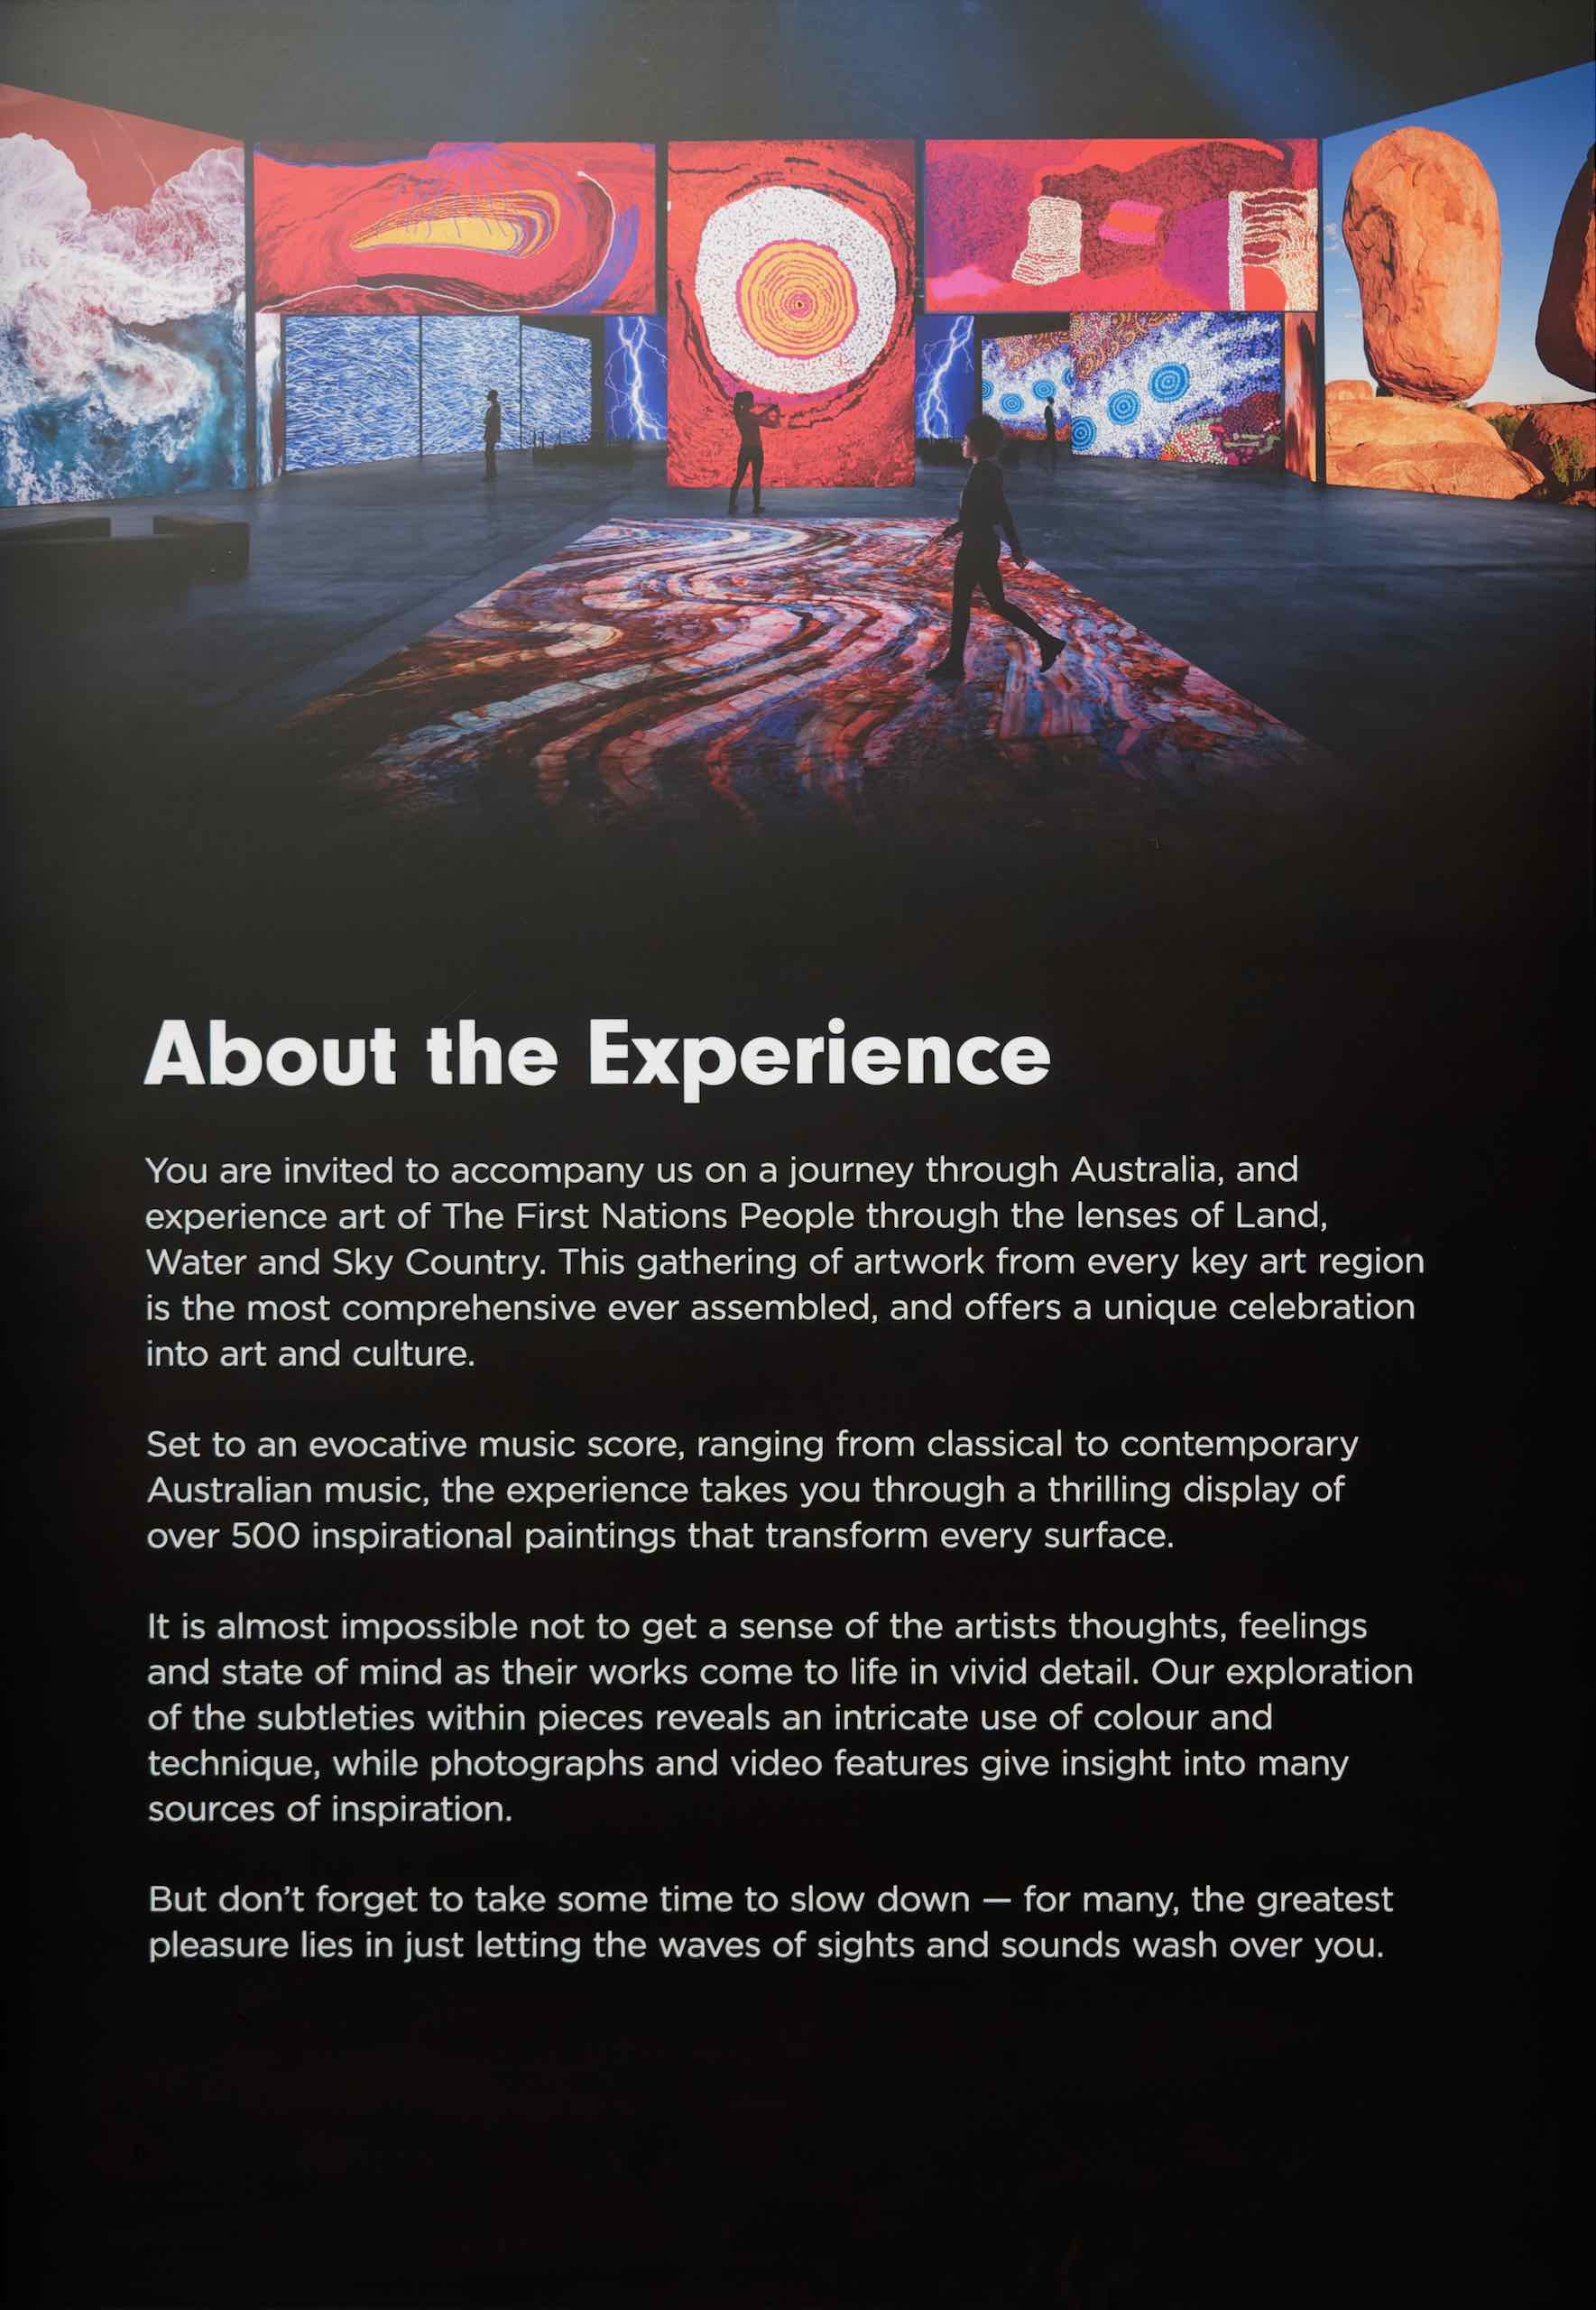 About the Experience
You are invited to accompany us on a journey through Australia, and
experience art of The First Nations People through the lenses of Land,
Water and Sky Country. This gathering of artwork from every key art region
is the most comprehensive ever assembled, and offers a unique celebration
into art and culture.
Set to an evocative music score, ranging from classical to contemporary
Australian music, the experience takes you through a thrilling display of
over 500 inspirational paintings that transform every surface.
It is almost impossible not to get a sense of the artists thoughts, feelings
and state of mind as their works come to life in vivid detail. Our exploration
of the subtleties within pieces reveals an intricate use of colour and
technique, while photographs and video features give insight into many
sources of inspiration.
But don’t forget to take some time to slow down — for many, the greatest
pleasure lies in just letting the waves of sights and sounds wash over you.